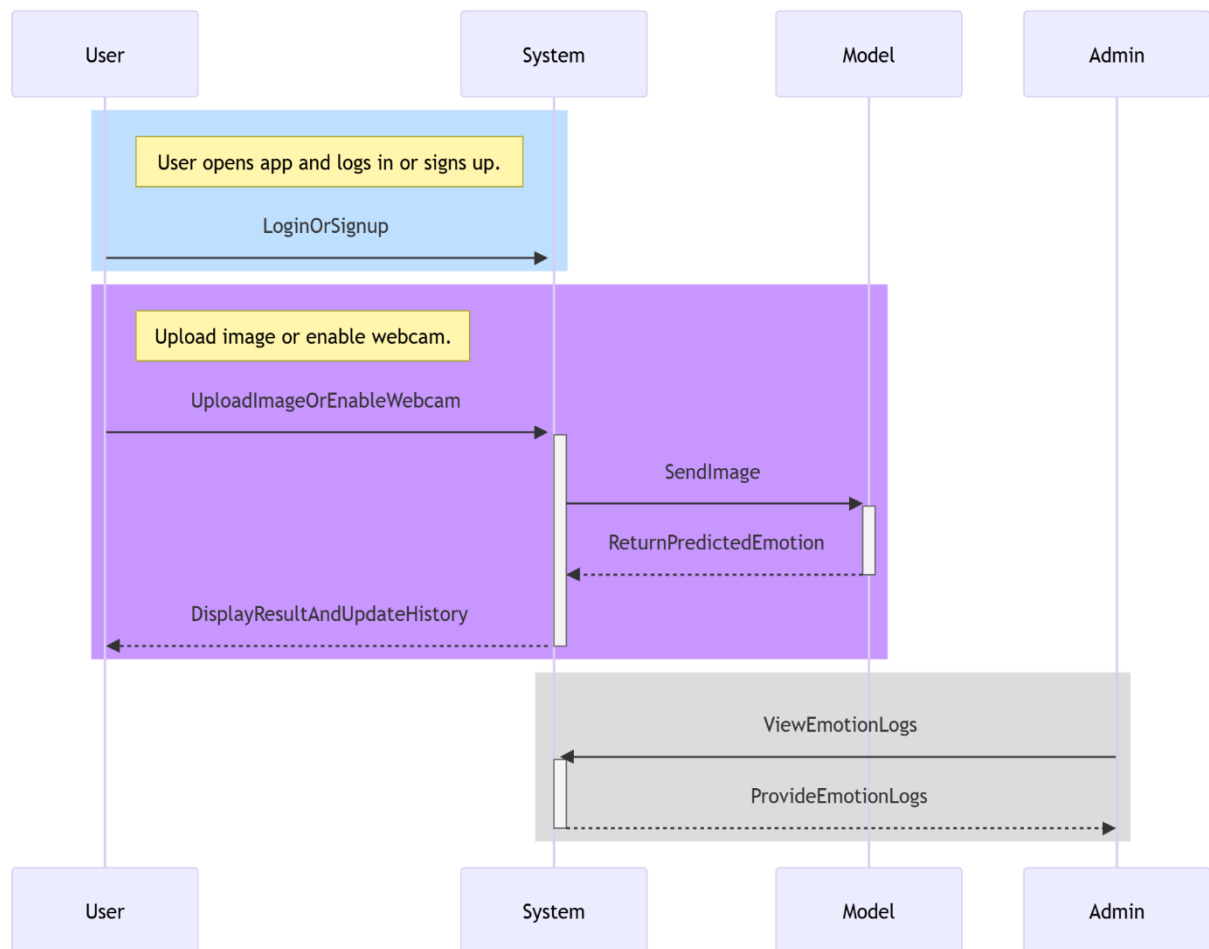 User
System
Model
Admin
User opens app and logs in or signs up.
LoginOrSignup
Upload image or enable webcam.
UploadImageOrEnableWebcam
SendImage
ReturnPredictedEmotion
DisplayResultAndUpdateHistory
ViewEmotionLogs
ProvideEmotionLogs
User
System
Model
Admin